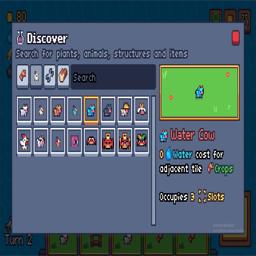 80
Discover
Search for plants, animals, structures and items
Search
Water Cow
0 Water cost for
adjacent tile Crops
Occupies 3 Slots
Turn 2